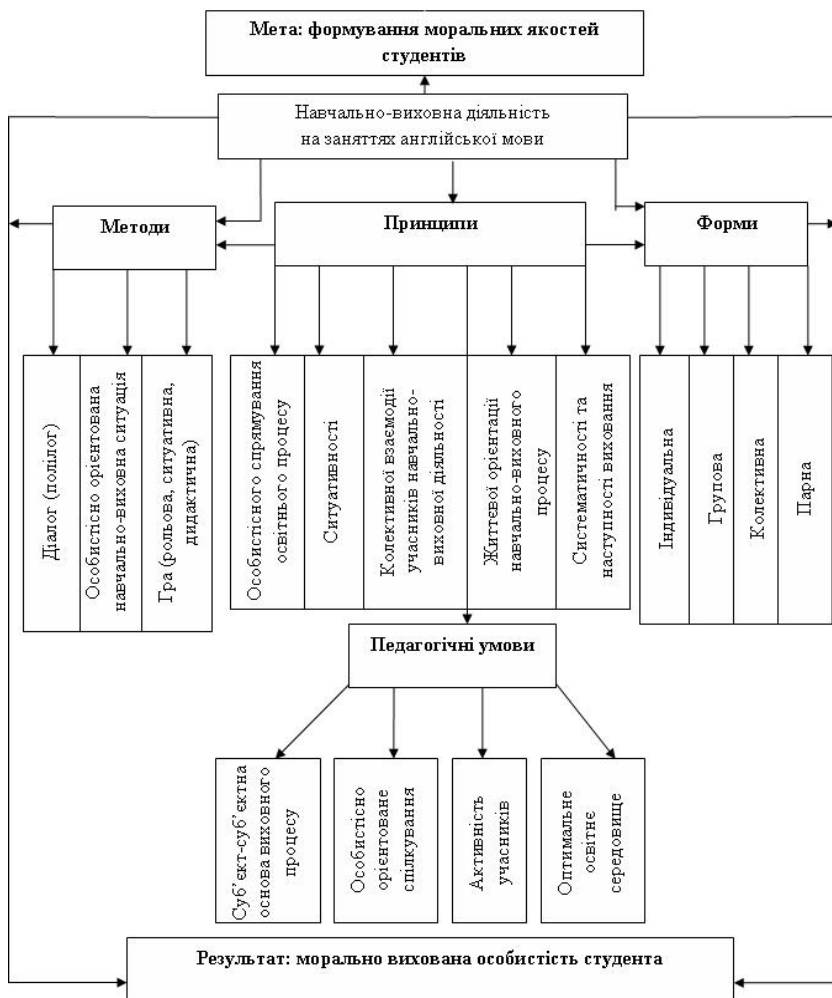 Мета: формування моральних якостей
студентів
Навчально-виховна діяльність
на заняттях англійської мови
Методи
Принципи
Форми
Діалог (полілог)
Особистісно орієнтована
навчально-виховна ситуація
Гра (рольова, ситуативна,
дидактична)
Особистісного спрямування
освітнього процесу
Ситуативності
Колективної взаємодії
учасників навчально-
виховної діяльності
Життєвої орієнтації
навчально-виховного
процесу
Систематичності та
наступності виховання
Індивідуальна
Групова
Колективна
Парна
Педагогічні умови
Суб’єкт-суб’єктна
основа виховного
процесу
Особистісно
орієнтоване
спілкування
Активність
учасників
Оптимальне
освітнє
середовище
Результат: морально вихована особистість студента